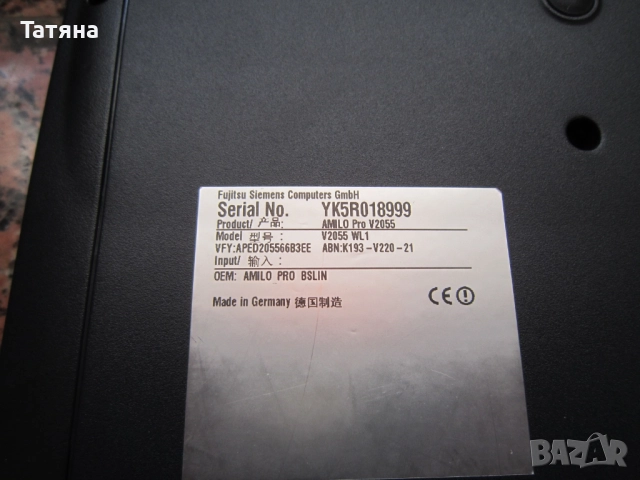 Татяна
Fujitsu Siemens Computers GmbH
Serial No. YK5R018999
Product/ 产品: AMILO Pro V2055
Model 型号: V2055 WL1
VFY:APED205566B3EE ABN:K193-V220-21
Input/ 输入:
OEM: AMILO PRO BSLIN
Made in Germany 德国制造 CE
BAZAR